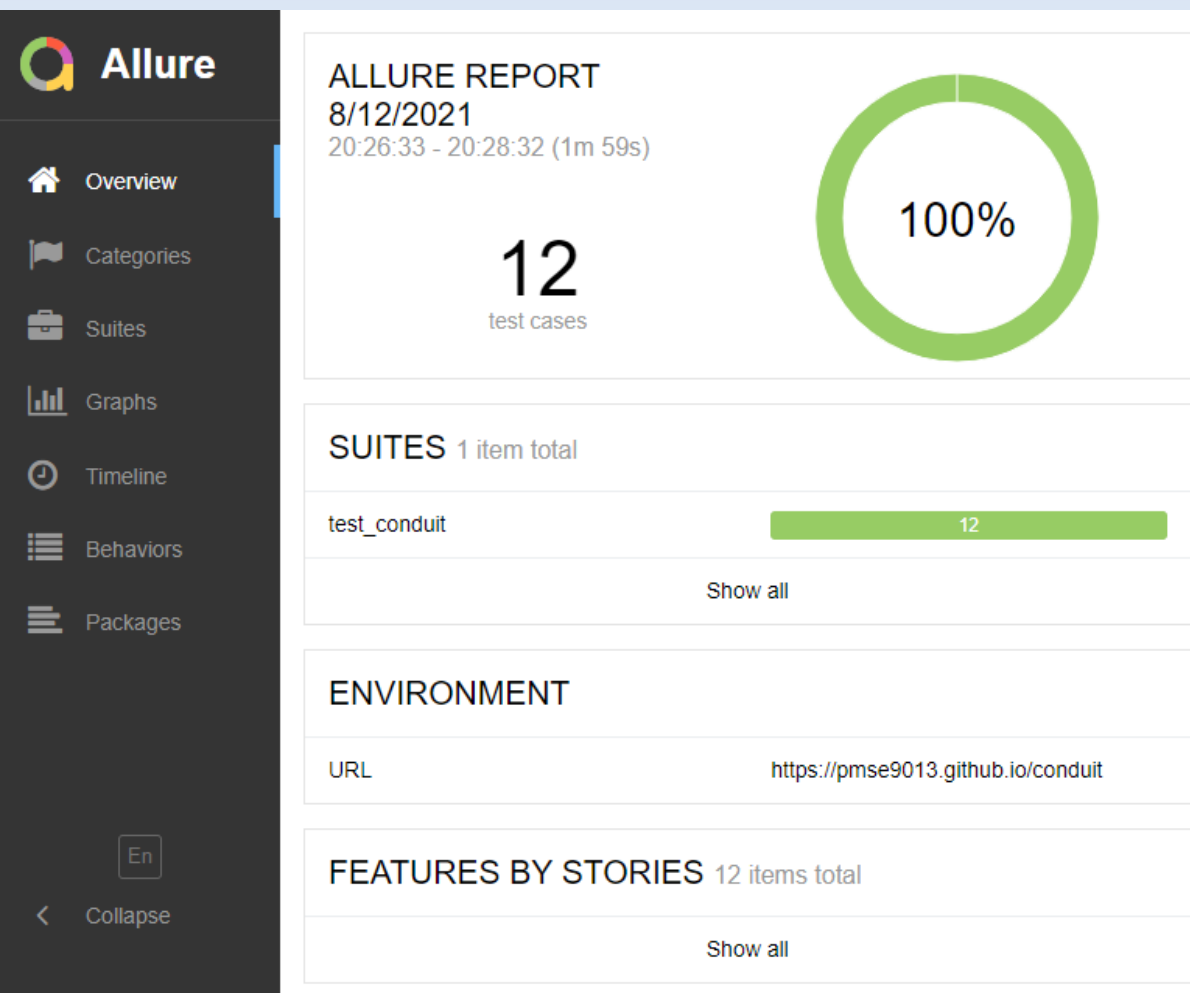 Allure
Overview
Categories
Suites
Graphs
Timeline
Behaviors
Packages
En
Collapse
ALLURE REPORT
8/12/2021
20:26:33 - 20:28:32 (1m 59s)
12
test cases
100%
SUITES 1 item total
test_conduit 12
Show all
ENVIRONMENT
URL https://pmse9013.github.io/conduit
FEATURES BY STORIES 12 items total
Show all